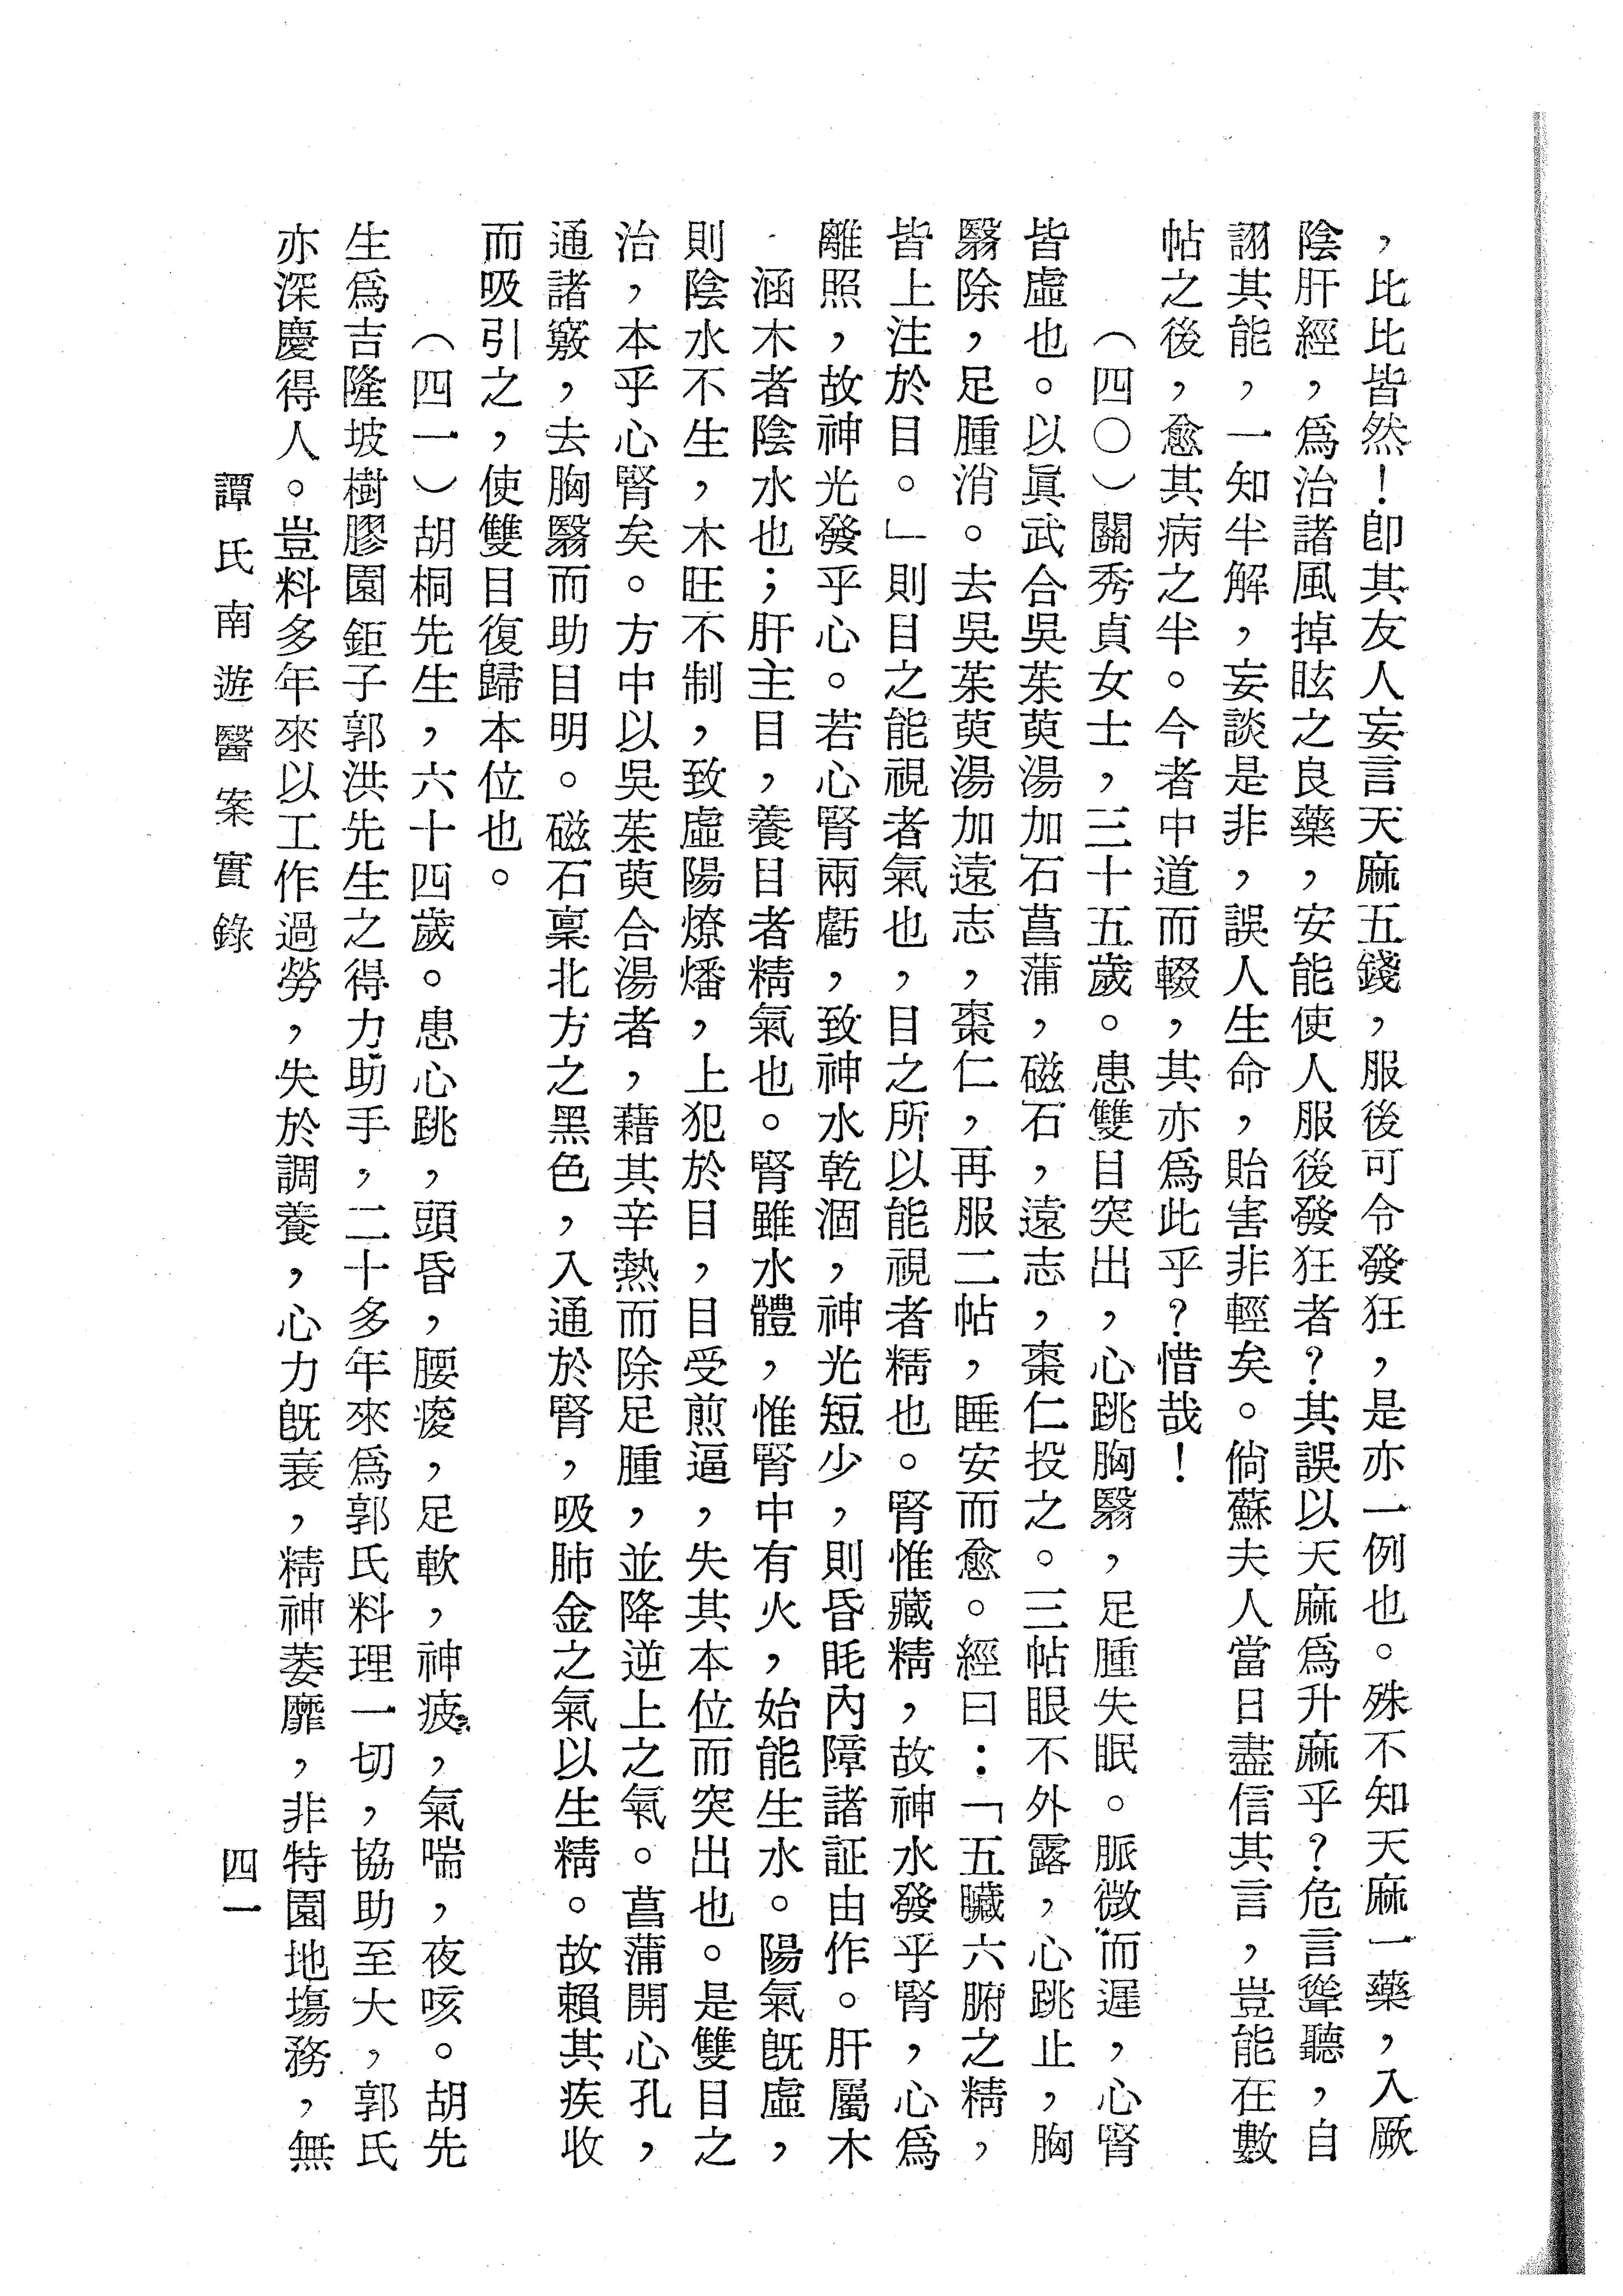 ，比比皆然！卽其友人妄言天麻五錢，服後可令發狂，是亦一例也。殊不知天麻一藥，入厥
陰肝經，爲治諸風掉眩之良藥，安能使人服後發狂者？其誤以天麻爲升麻乎？危言聳聽，自
詡其能，一知半解，妄談是非，誤人生命，貽害非輕矣。倘蘇夫人當日盡信其言，豈能在數
帖之後，愈其病之半。今者中道而輟，其亦爲此乎？惜哉！
（四〇）關秀貞女士，三十五歲。患雙目突出，心跳胸翳，足腫失眠。脈微而遲，心腎
皆虛也。以眞武合吳茱萸湯加石菖蒲，磁石，遠志，棗仁投之。三帖眼不外露，心跳止，胸
翳除，足腫消。去吳茱萸湯加遠志，棗仁，再服二帖，睡安而愈。經曰：「五臟六腑之精，
皆上注於目。」則目之能視者氣也，目之所以能視者精也。腎惟藏精，故神水發乎腎，心爲
離照，故神光發乎心。若心腎兩虧，致神水乾涸，神光短少，則昏眊內障諸証由作。肝屬木
涵木者陰水也；肝主目，養目者精氣也。腎雖水體，惟腎中有火，始能生水。陽氣旣虛，
則陰水不生，木旺不制，致虛陽燎燔，上犯於目，目受煎逼，失其本位而突出也。是雙目之
治，本乎心腎矣。方中以吳茱萸合湯者，藉其辛熱而除足腫，並降逆上之氣。菖蒲開心孔，
通諸竅，去胸翳而助目明。磁石稟北方之黑色，入通於腎，吸肺金之氣以生精。故賴其疾收
而吸引之，使雙目復歸本位也。
（四一）胡桐先生，六十四歲。患心跳，頭昏，腰痠，足軟，神疲，氣喘，夜咳。胡先
生爲吉隆坡樹膠園鉅子郭洪先生之得力助手，二十多年來爲郭氏料理一切，協助至大，郭氏
亦深慶得人。豈料多年來以工作過勞，失於調養，心力旣衰，精神萎靡，非特園地塲務，無
譚氏南遊醫案實錄
四一